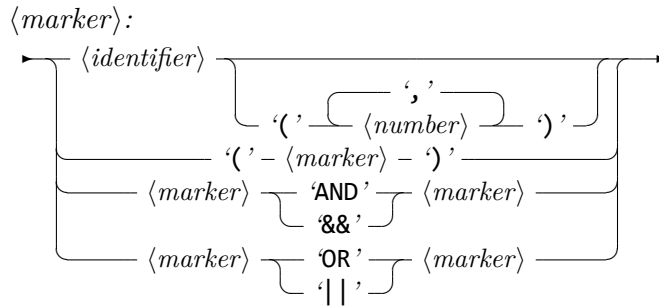 ⟨marker⟩:
⟨identifier⟩
‘,’
‘(’ ⟨number⟩ ‘)’
‘(’ ⟨marker⟩ ‘)’
⟨marker⟩ ‘AND’ ⟨marker⟩
‘&&’
⟨marker⟩ ‘OR’ ⟨marker⟩
‘||’